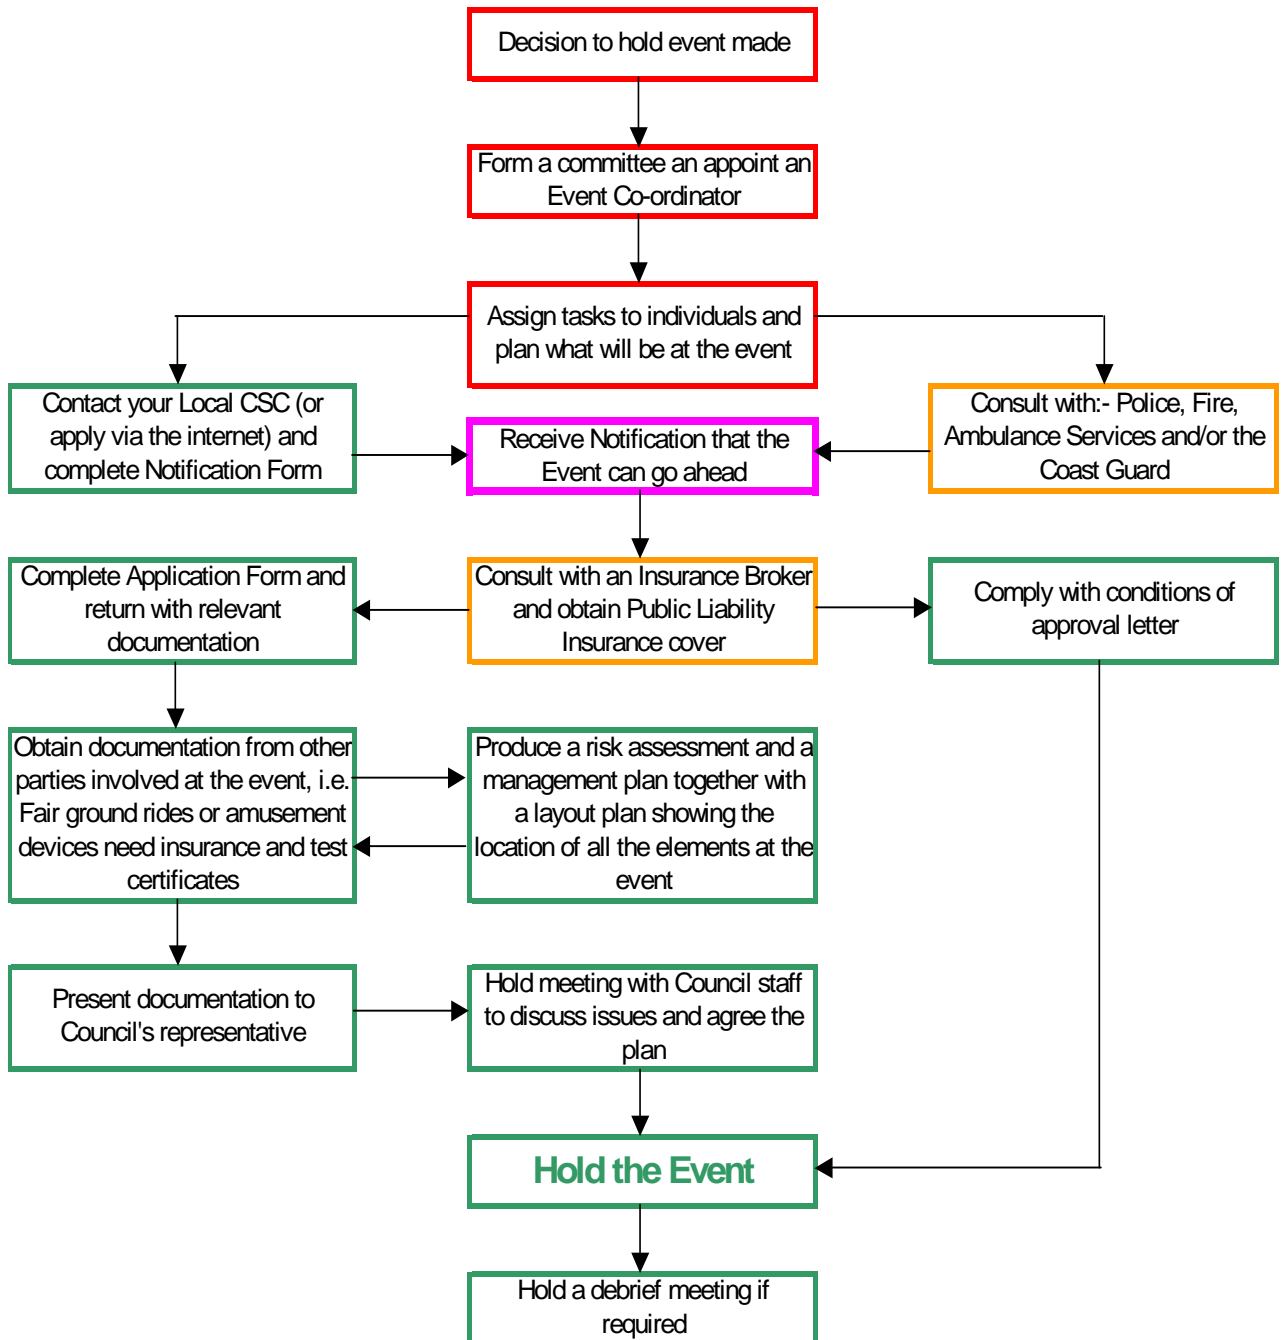 Decision to hold event made
Form a committee an appoint an
Event Co-ordinator
Assign tasks to individuals and
plan what will be at the event
Contact your Local CSC (or
apply via the internet) and
complete Notification Form
Receive Notification that the
Event can go ahead
Consult with:- Police, Fire,
Ambulance Services and/or the
Coast Guard
Complete Application Form and
return with relevant
documentation
Consult with an Insurance Broker
and obtain Public Liability
Insurance cover
Comply with conditions of
approval letter
Obtain documentation from other
parties involved at the event, i.e.
Fair ground rides or amusement
devices need insurance and test
certificates
Produce a risk assessment and a
management plan together with
a layout plan showing the
location of all the elements at the
event
Present documentation to
Council's representative
Hold meeting with Council staff
to discuss issues and agree the
plan
Hold the Event
Hold a debrief meeting if
required